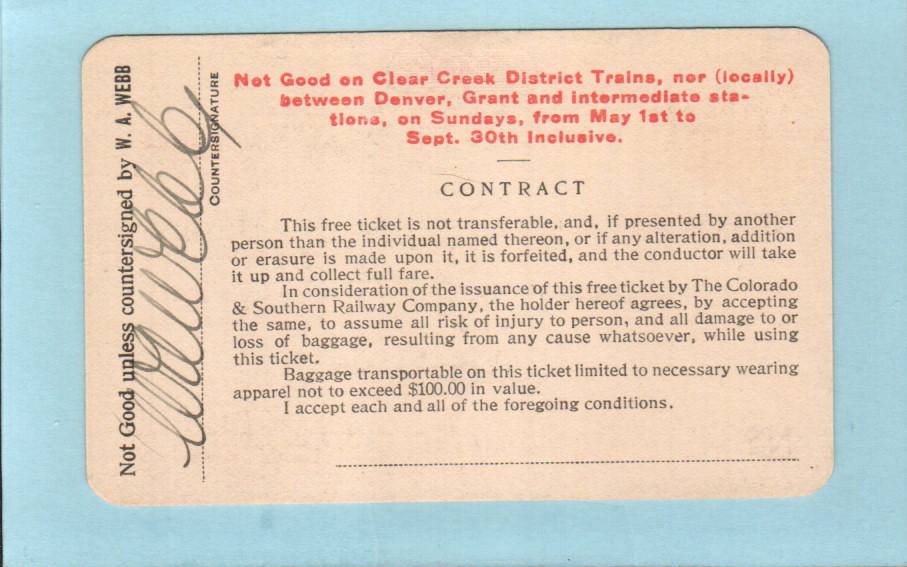 Not Good unless countersigned by W. A. WEBB
W A Webb
COUNTERSIGNATURE
Not Good on Clear Creek District Trains, nor (locally)
between Denver, Grant and intermediate sta-
tions, on Sundays, from May 1st to
Sept. 30th Inclusive.
CONTRACT
This free ticket is not transferable, and, if presented by another
person than the individual named thereon, or if any alteration, addition
or erasure is made upon it, it is forfeited, and the conductor will take
it up and collect full fare.
In consideration of the issuance of this free ticket by The Colorado
& Southern Railway Company, the holder hereof agrees, by accepting
the same, to assume all risk of injury to person, and all damage to or
loss of baggage, resulting from any cause whatsoever, while using
this ticket.
Baggage transportable on this ticket limited to necessary wearing
apparel not to exceed $100.00 in value.
I accept each and all of the foregoing conditions.